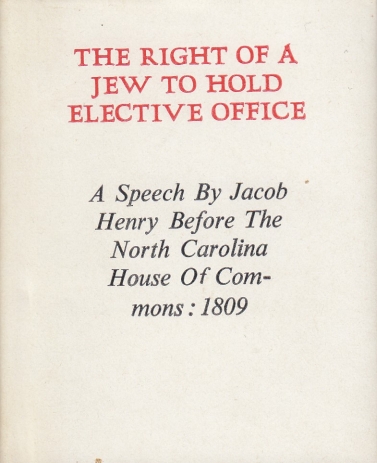 THE RIGHT OF A
JEW TO HOLD
ELECTIVE OFFICE
A Speech By Jacob
Henry Before The
North Carolina
House Of Com-
mons : 1809